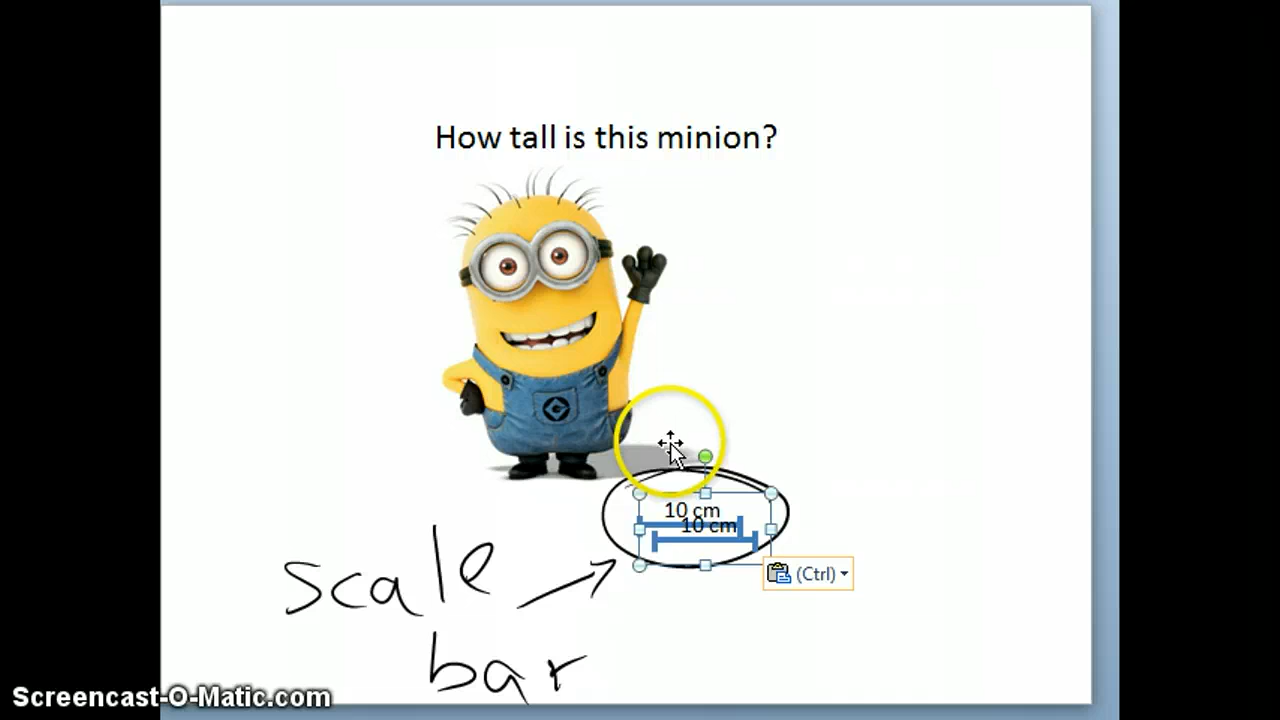 How tall is this minion?
10 cm
10 cm
(Ctrl)
scale
bar
Screencast-O-Matic.com